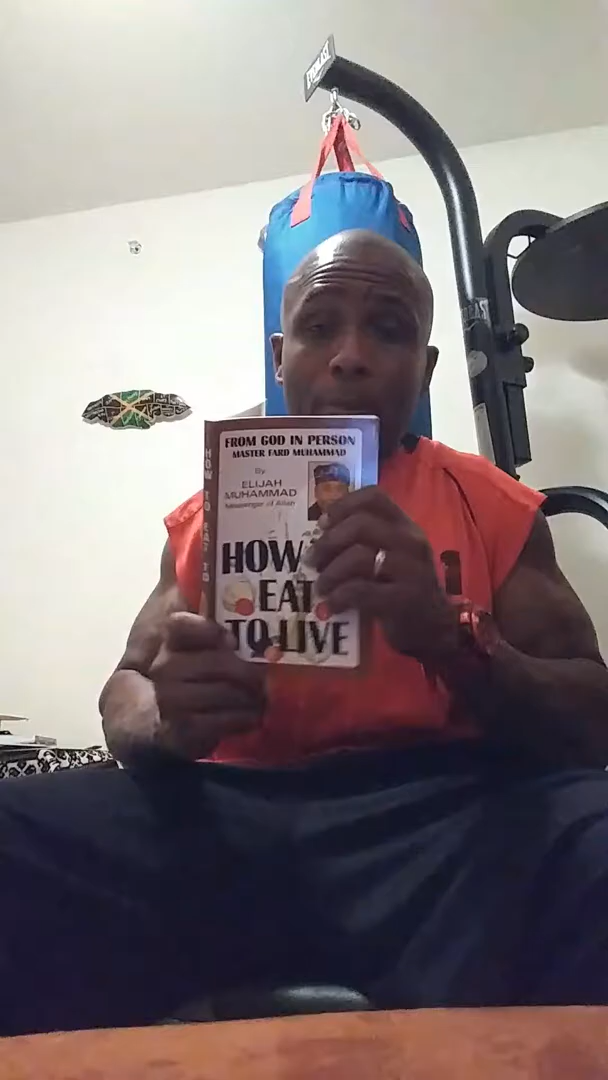 EVERLAST
HOW TO EAT TO
FROM GOD IN PERSON
MASTER FARD MUHAMMAD
By
ELIJAH
MUHAMMAD
Messenger of Allah
HOW
EAT
TO LIVE